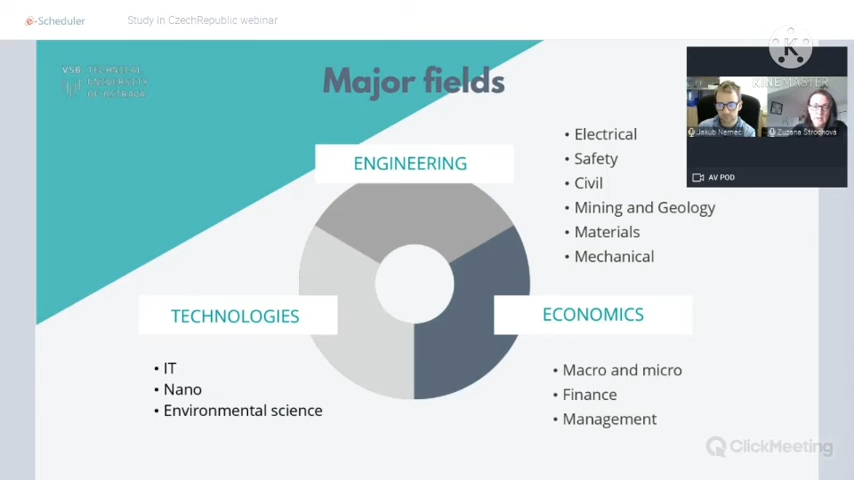 e-Scheduler
Study in CzechRepublic webinar
VSB TECHNICAL
UNIVERSITY
OF OSTRAVA
Major fields
K
KINEMASTER
Jakub Nemec
Zuzana Štrochová
AV POD
ENGINEERING
• Electrical
• Safety
• Civil
• Mining and Geology
• Materials
• Mechanical
TECHNOLOGIES
• IT
• Nano
• Environmental science
ECONOMICS
• Macro and micro
• Finance
• Management
ClickMeeting